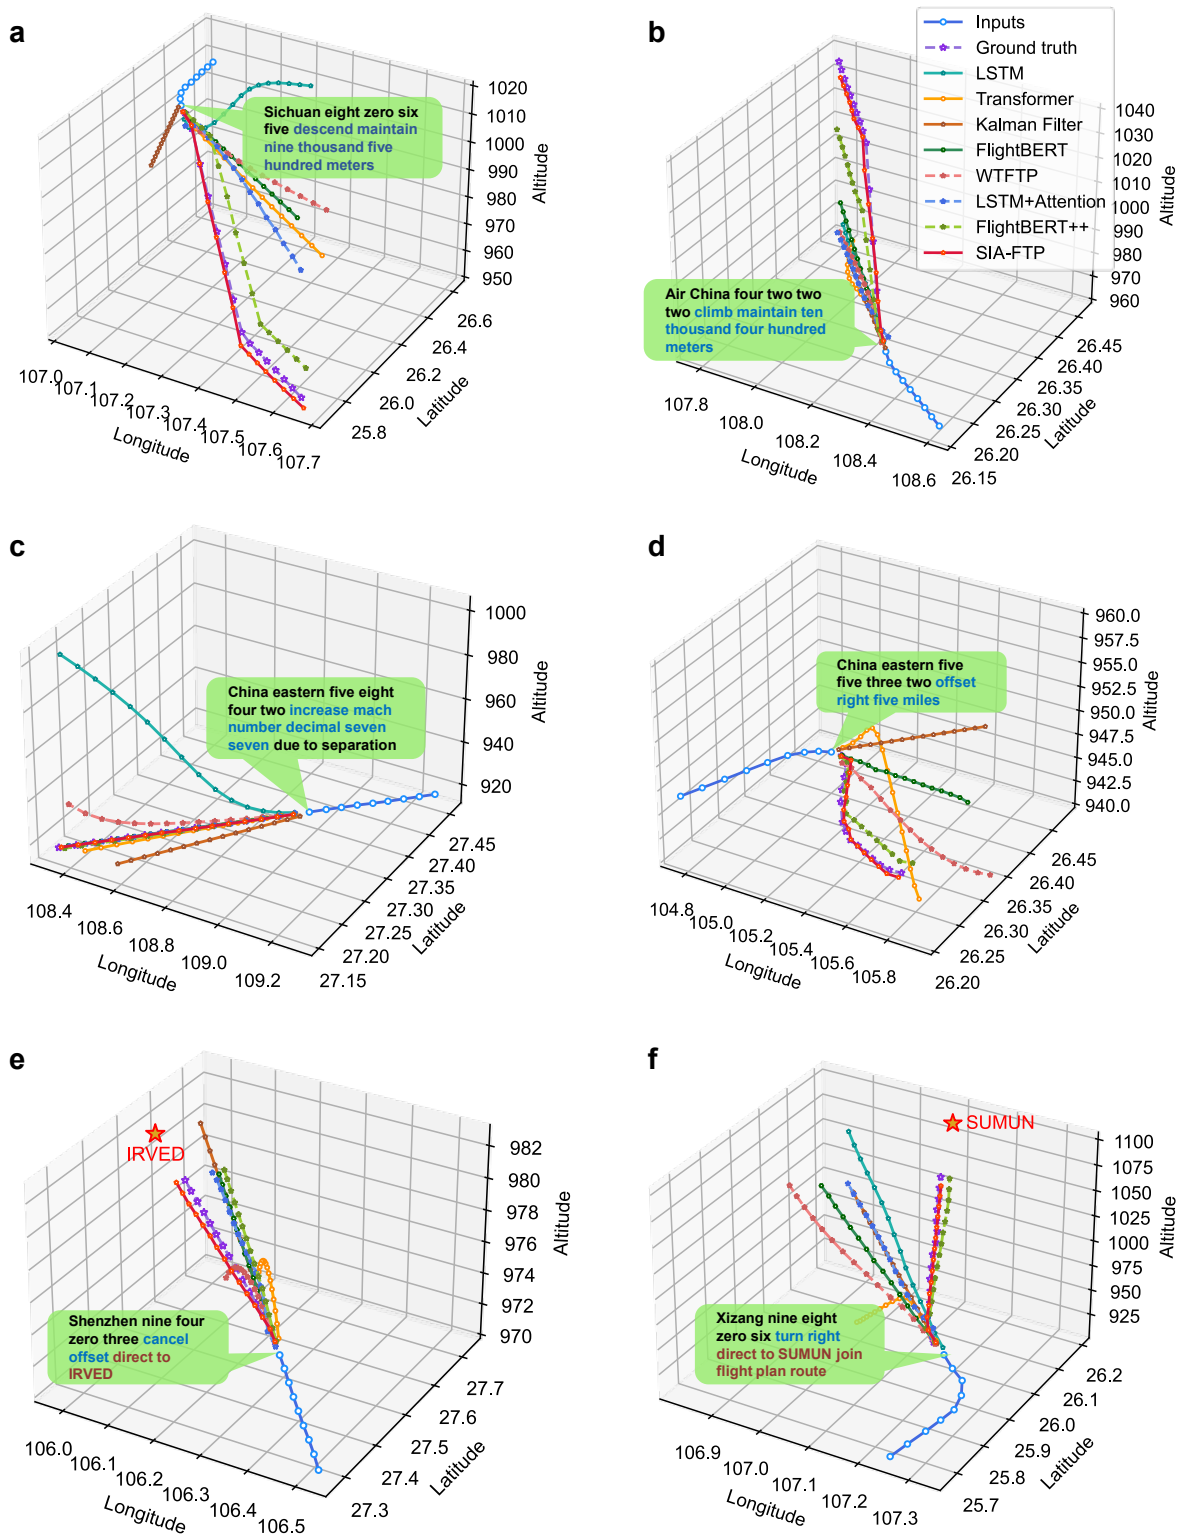 a
1020
1010
1000
990
980
970
960
950
Altitude
Sichuan eight zero six
five descend maintain
nine thousand five
hundred meters
107.0
107.1
107.2
107.3
107.4
107.5
107.6
107.7
Longitude
25.8
26.0
26.2
26.4
26.6
Latitude
b
Inputs
Ground truth
LSTM
Transformer
Kalman Filter
FlightBERT
WTFTP
LSTM+Attention
FlightBERT++
SIA-FTP
1040
1030
1020
1010
1000
990
980
970
960
Altitude
Air China four two two
two climb maintain ten
thousand four hundred
meters
107.8
108.0
108.2
108.4
108.6
Longitude
26.15
26.20
26.25
26.30
26.35
26.40
26.45
Latitude
c
1000
980
960
940
920
Altitude
China eastern five eight
four two increase mach
number decimal seven
seven due to separation
108.4
108.6
108.8
109.0
109.2
Longitude
27.15
27.20
27.25
27.30
27.35
27.40
27.45
Latitude
d
960.0
957.5
955.0
952.5
950.0
947.5
945.0
942.5
940.0
Altitude
China eastern five
five three two offset
right five miles
104.8
105.0
105.2
105.4
105.6
105.8
Longitude
26.20
26.25
26.30
26.35
26.40
26.45
Latitude
e
IRVED
982
980
978
976
974
972
970
Altitude
Shenzhen nine four
zero three cancel
offset direct to
IRVED
106.0
106.1
106.2
106.3
106.4
106.5
Longitude
27.3
27.4
27.5
27.6
27.7
Latitude
f
SUMUN
1100
1075
1050
1025
1000
975
950
925
Altitude
Xizang nine eight
zero six turn right
direct to SUMUN join
flight plan route
106.9
107.0
107.1
107.2
107.3
Longitude
25.7
25.8
25.9
26.0
26.1
26.2
Latitude